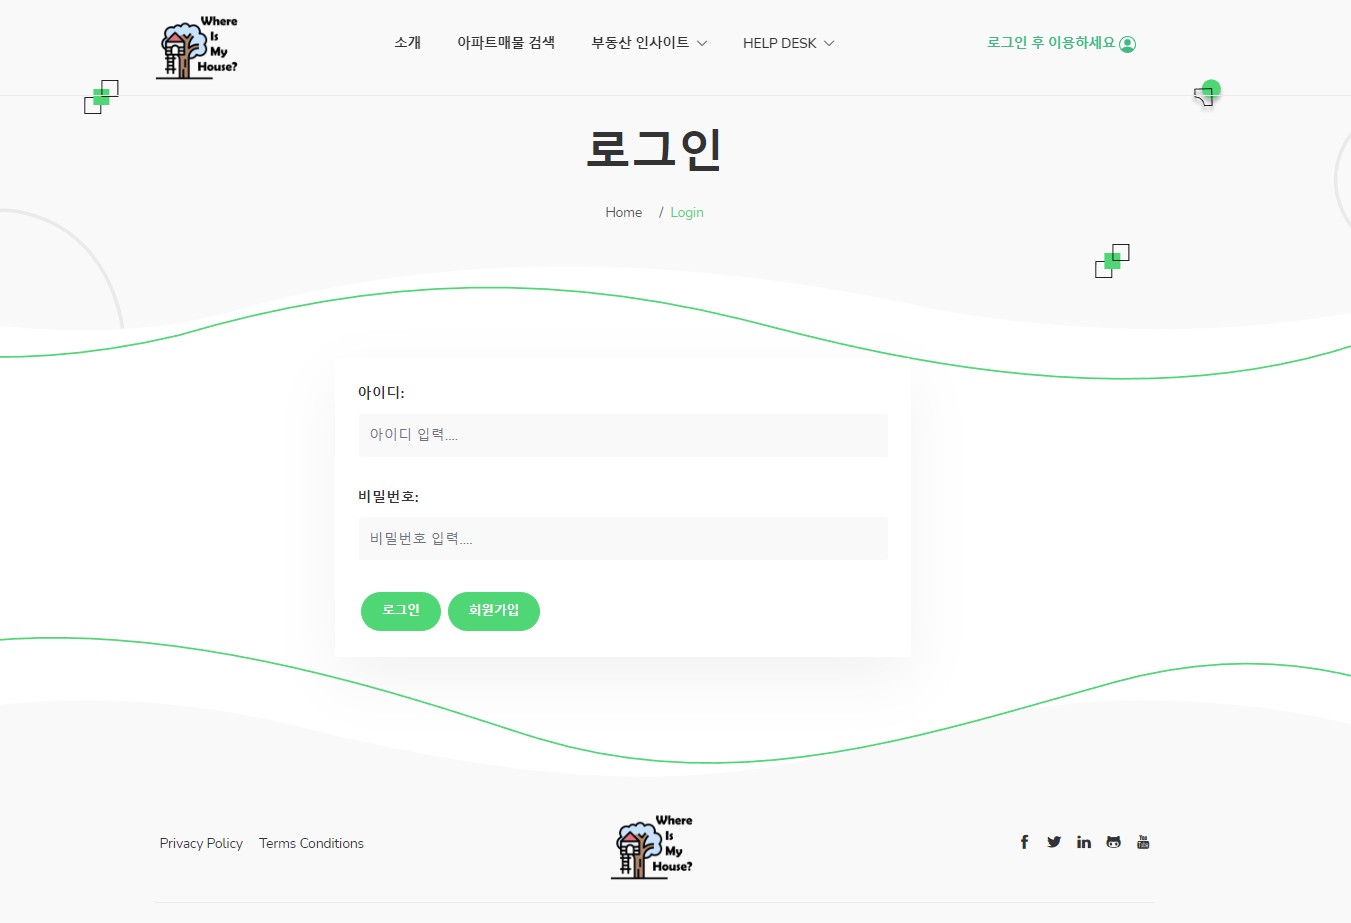 Where
Is
My
House?
소개
아파트매물 검색
부동산 인사이트
HELP DESK
로그인 후 이용하세요
로그인
Home / Login
아이디:
아이디 입력....
비밀번호:
비밀번호 입력....
로그인
회원가입
Privacy Policy
Terms Conditions
Where
Is
My
House?
You
Tube